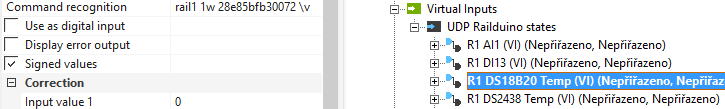 Command recognition rail1 1w 28e85bfb30072 \v
Use as digital input
Display error output
Signed values
Correction
Input value 1 0
Virtual Inputs
UDP Railduino states
R1 AI1 (VI) (Nepřiřazeno, Nepřiřazeno)
R1 DI13 (VI) (Nepřiřazeno, Nepřiřazeno)
R1 DS18B20 Temp (VI) (Nepřiřazeno, Nepřiřaz
R1 DS2438 Temp (VI) (Nepřiřazeno, Nepřiřaze